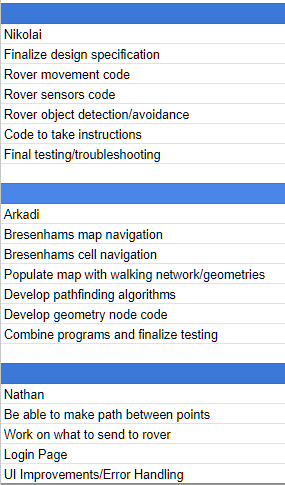 Nikolai
Finalize design specification
Rover movement code
Rover sensors code
Rover object detection/avoidance
Code to take instructions
Final testing/troubleshooting
Arkadi
Bresenhams map navigation
Bresenhams cell navigation
Populate map with walking network/geometries
Develop pathfinding algorithms
Develop geometry node code
Combine programs and finalize testing
Nathan
Be able to make path between points
Work on what to send to rover
Login Page
UI Improvements/Error Handling